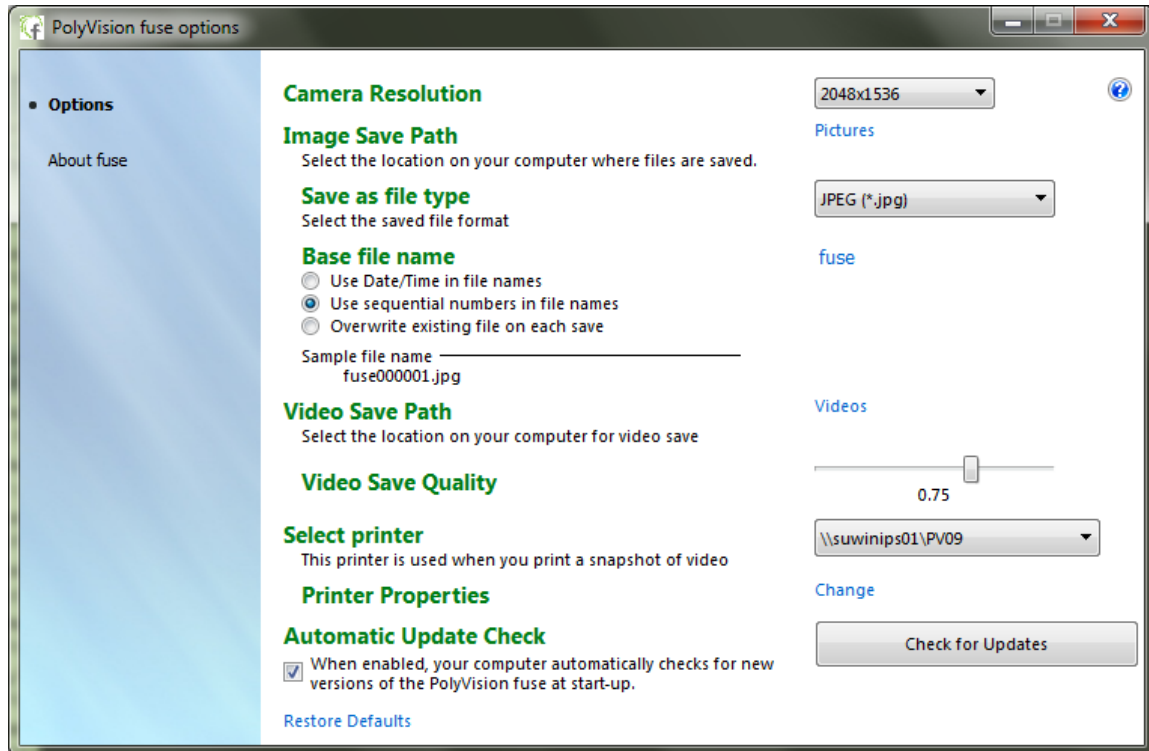 PolyVision fuse options
Options
About fuse
Camera Resolution
2048x1536
Image Save Path
Pictures
Select the location on your computer where files are saved.
Save as file type
JPEG (*.jpg)
Select the saved file format
Base file name
fuse
Use Date/Time in file names
Use sequential numbers in file names
Overwrite existing file on each save
Sample file name
fuse000001.jpg
Video Save Path
Videos
Select the location on your computer for video save
Video Save Quality
0.75
Select printer
\\suwinips01\PV09
This printer is used when you print a snapshot of video
Printer Properties
Change
Automatic Update Check
Check for Updates
When enabled, your computer automatically checks for new
versions of the PolyVision fuse at start-up.
Restore Defaults